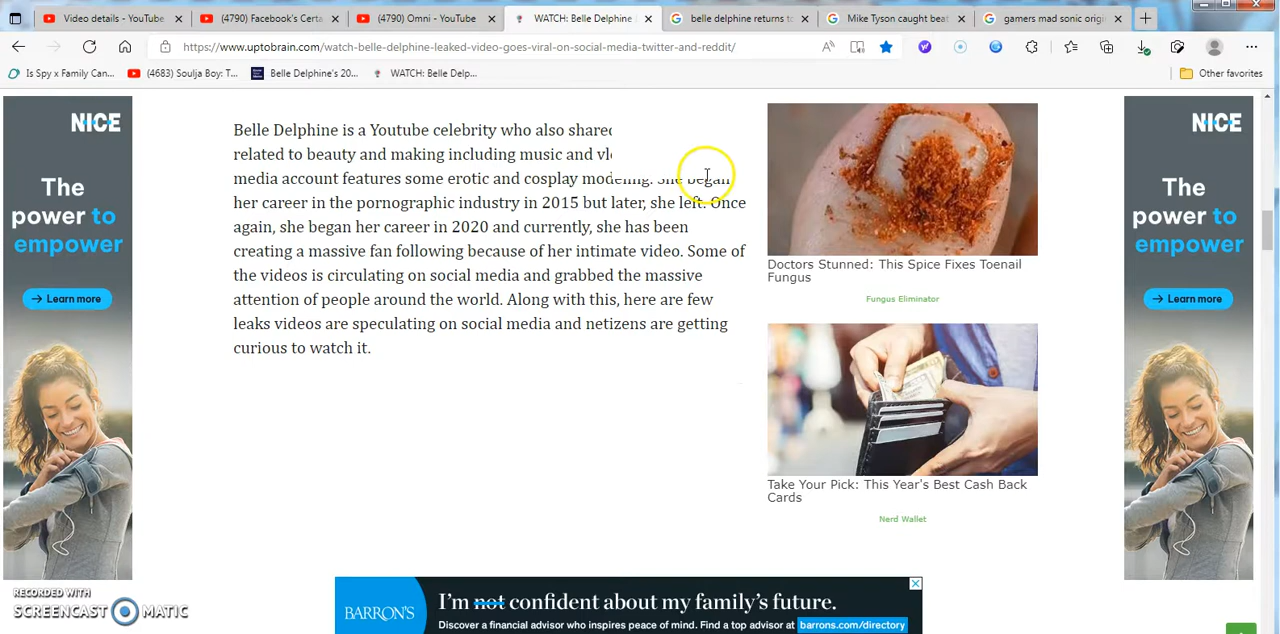 Video details - YouTube
(4790) Facebook's Certa
(4790) Omni - YouTube
WATCH: Belle Delphine
belle delphine returns to
Mike Tyson caught beat
gamers mad sonic orig
https://www.uptobrain.com/watch-belle-delphine-leaked-video-goes-viral-on-social-media-twitter-and-reddit/
Is Spy x Family Can...
(4683) Soulja Boy: T...
Belle Delphine's 20...
WATCH: Belle Delp...
Other favorites
NICE
The
power to
empower
Learn more
Belle Delphine is a Youtube celebrity who also shared
related to beauty and making including music and vl
media account features some erotic and cosplay modeling. She began
her career in the pornographic industry in 2015 but later, she left. Once
again, she began her career in 2020 and currently, she has been
creating a massive fan following because of her intimate video. Some of
the videos is circulating on social media and grabbed the massive
attention of people around the world. Along with this, here are few
leaks videos are speculating on social media and netizens are getting
curious to watch it.
Doctors Stunned: This Spice Fixes Toenail
Fungus
Fungus Eliminator
Take Your Pick: This Year's Best Cash Back
Cards
Nerd Wallet
NICE
The
power to
empower
Learn more
BARRON'S
I'm not confident about my family's future.
Discover a financial advisor who inspires peace of mind. Find a top advisor at barrons.com/directory
RECORDED WITH
SCREENCAST MATIC